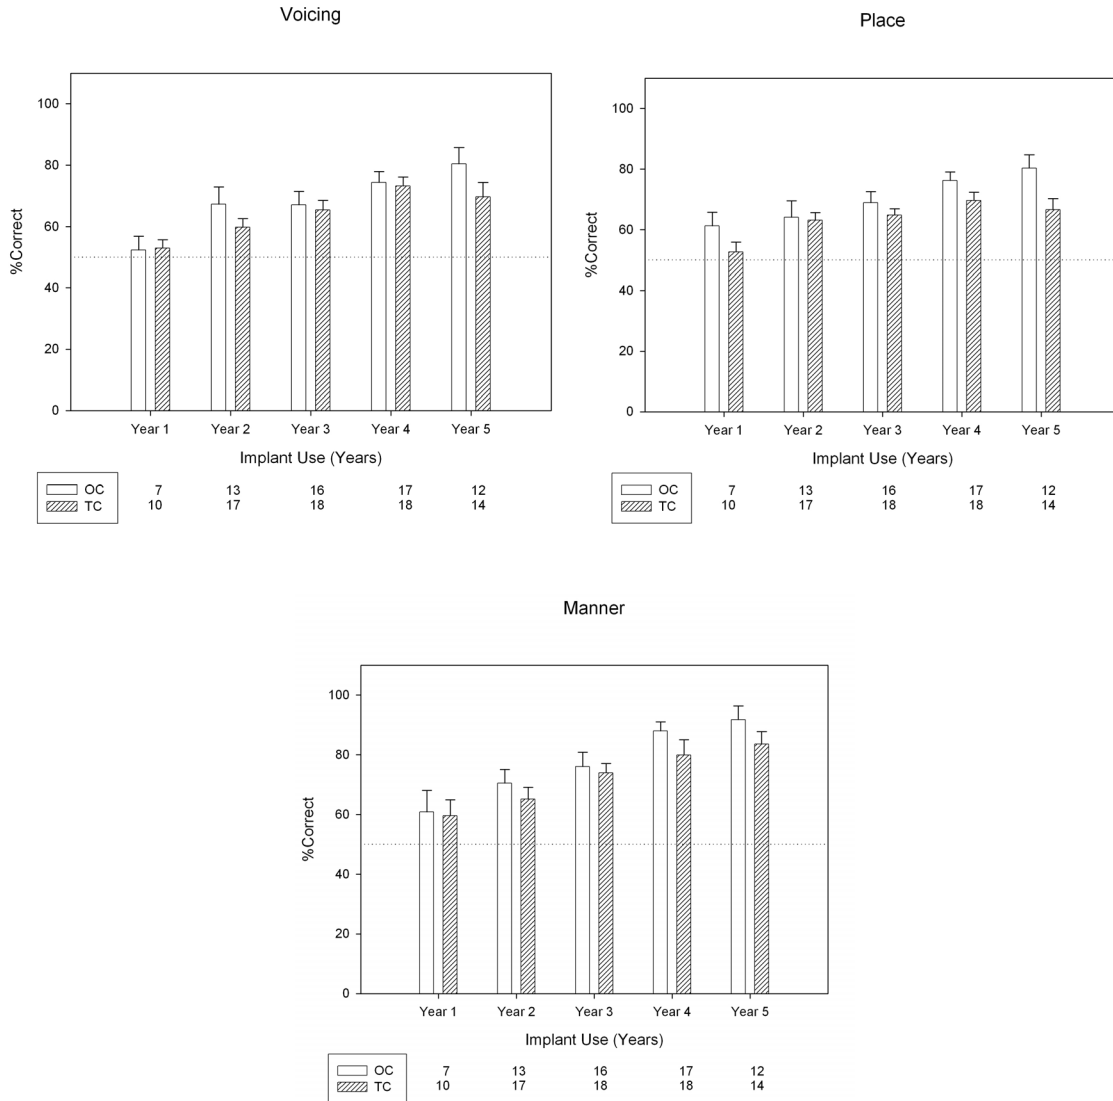 Voicing
%Correct
100
80
60
40
20
0
Year 1 Year 2 Year 3 Year 4 Year 5
Implant Use (Years)
OC 7 13 16 17 12
TC 10 17 18 18 14
Place
%Correct
100
80
60
40
20
0
Year 1 Year 2 Year 3 Year 4 Year 5
Implant Use (Years)
OC 7 13 16 17 12
TC 10 17 18 18 14
Manner
%Correct
100
80
60
40
20
0
Year 1 Year 2 Year 3 Year 4 Year 5
Implant Use (Years)
OC 7 13 16 17 12
TC 10 17 18 18 14